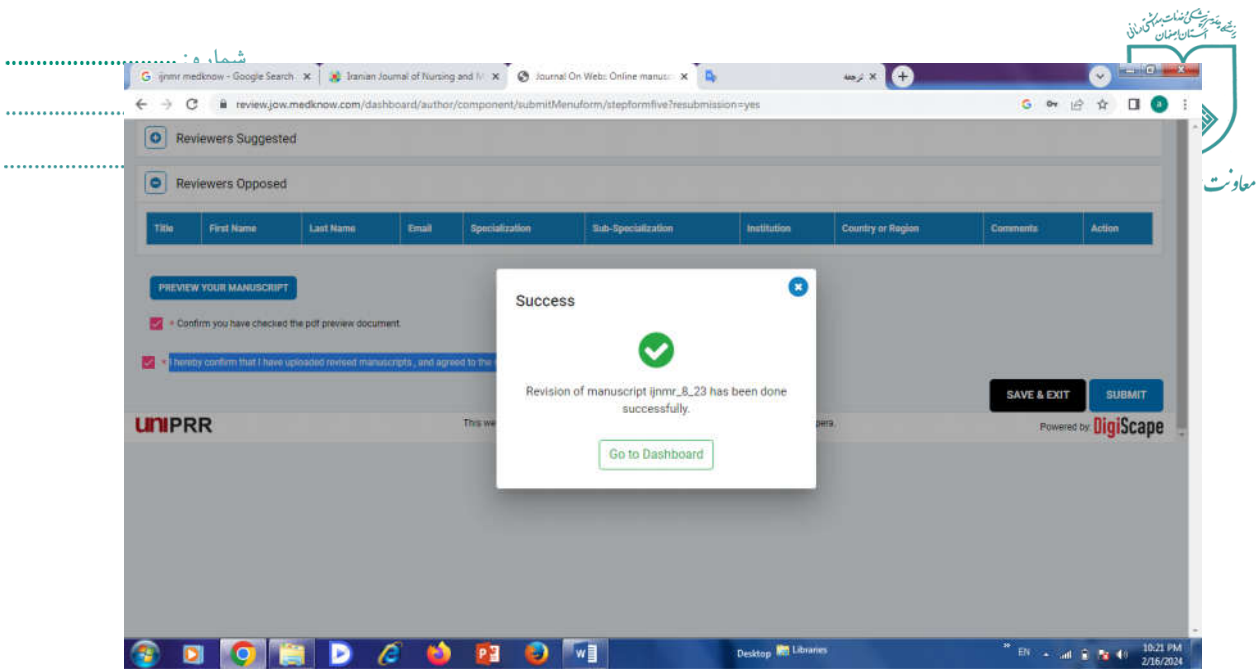 شماره:
معاونت
ijnmr medknow - Google Search
Iranian Journal of Nursing and M
Journal On Web: Online manusc
ترجمه
review.jow.medknow.com/dashboard/author/component/submitMenuform/stepformfive?resubmission=yes
Reviewers Suggested
Reviewers Opposed
Title First Name Last Name Email Specialization Sub-Specialization Institution Country or Region Comments Action
PREVIEW YOUR MANUSCRIPT
* Confirm you have checked the pdf preview document.
* I hereby confirm that I have uploaded revised manuscripts , and agreed to the
Success
Revision of manuscript ijnmr_8_23 has been done
successfully.
Go to Dashboard
SAVE & EXIT SUBMIT
UNIPRR
This we
pera.
Powered by: DigiScape
Desktop Libraries
EN
10:21 PM
2/16/2024